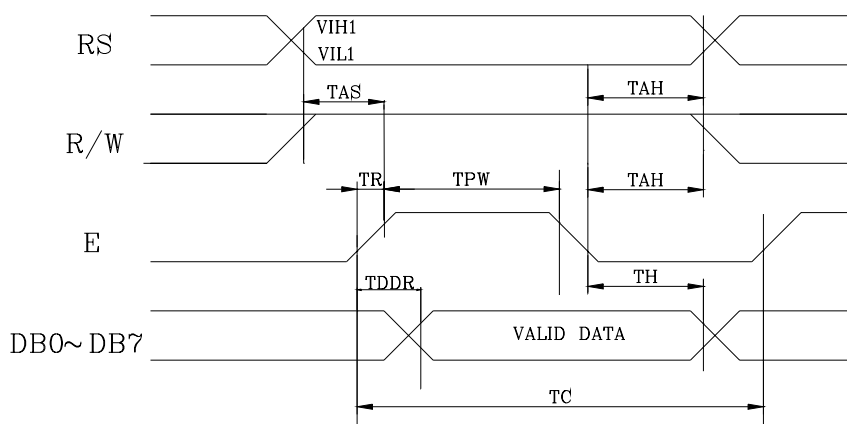 RS
VIH1
VIL1
TAS
TAH
R/W
TR
TPW
TAH
E
TDDR
TH
DB0~DB7
VALID DATA
TC